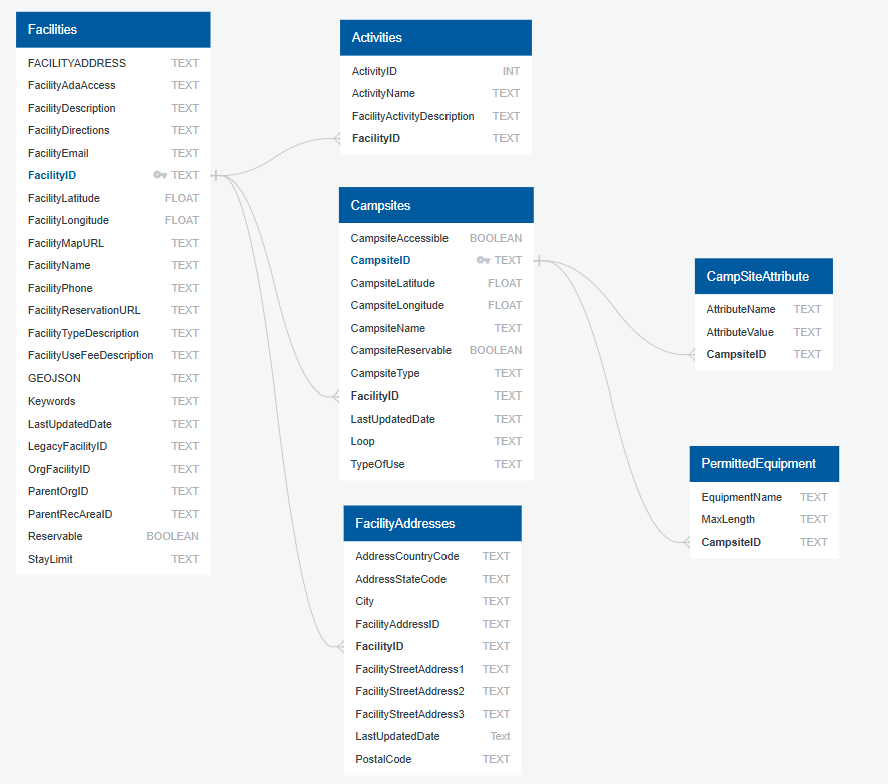 Facilities
FACILITYADDRESS TEXT
FacilityAdaAccess TEXT
FacilityDescription TEXT
FacilityDirections TEXT
FacilityEmail TEXT
FacilityID TEXT
FacilityLatitude FLOAT
FacilityLongitude FLOAT
FacilityMapURL TEXT
FacilityName TEXT
FacilityPhone TEXT
FacilityReservationURL TEXT
FacilityTypeDescription TEXT
FacilityUseFeeDescription TEXT
GEOJSON TEXT
Keywords TEXT
LastUpdatedDate TEXT
LegacyFacilityID TEXT
OrgFacilityID TEXT
ParentOrgID TEXT
ParentRecAreaID TEXT
Reservable BOOLEAN
StayLimit TEXT
Activities
ActivityID INT
ActivityName TEXT
FacilityActivityDescription TEXT
FacilityID TEXT
Campsites
CampsiteAccessible BOOLEAN
CampsiteID TEXT
CampsiteLatitude FLOAT
CampsiteLongitude FLOAT
CampsiteName TEXT
CampsiteReservable BOOLEAN
CampsiteType TEXT
FacilityID TEXT
LastUpdatedDate TEXT
Loop TEXT
TypeOfUse TEXT
FacilityAddresses
AddressCountryCode TEXT
AddressStateCode TEXT
City TEXT
FacilityAddressID TEXT
FacilityID TEXT
FacilityStreetAddress1 TEXT
FacilityStreetAddress2 TEXT
FacilityStreetAddress3 TEXT
LastUpdatedDate Text
PostalCode TEXT
CampSiteAttribute
AttributeName TEXT
AttributeValue TEXT
CampsiteID TEXT
PermittedEquipment
EquipmentName TEXT
MaxLength TEXT
CampsiteID TEXT